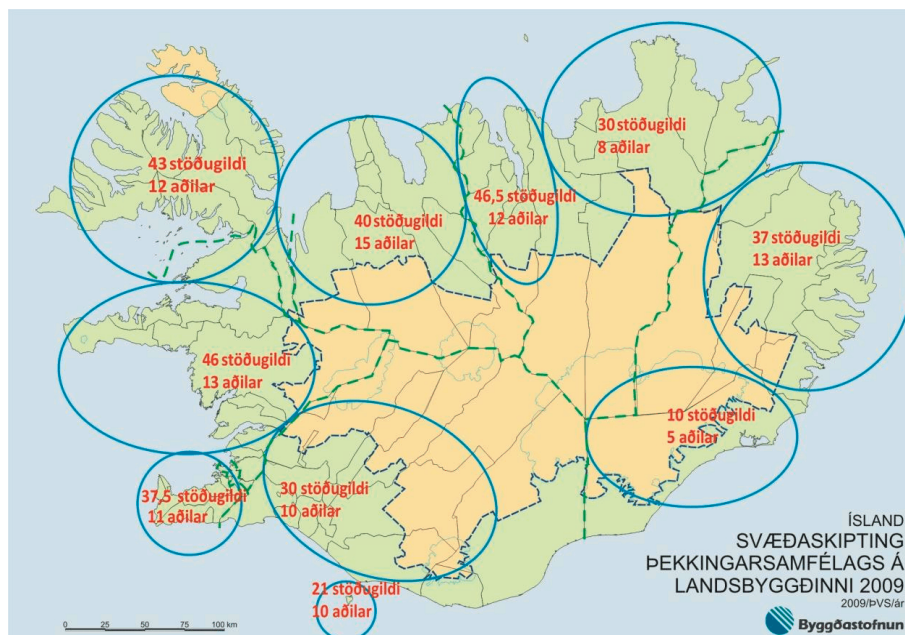 30 stöðugildi
8 aðilar
43 stöðugildi
12 aðilar
46,5 stöðugildi
12 aðilar
40 stöðugildi
15 aðilar
37 stöðugildi
13 aðilar
46 stöðugildi
13 aðilar
10 stöðugildi
5 aðilar
37,5 stöðugildi
11 aðilar
30 stöðugildi
10 aðilar
21 stöðugildi
10 aðilar
ÍSLAND
SVÆÐASKIPTING
ÞEKKINGARSAMFÉLAGS Á
LANDSBYGGÐINNI 2009
2009/ÞVS/ár
Byggðastofnun
0 25 50 75 100 km